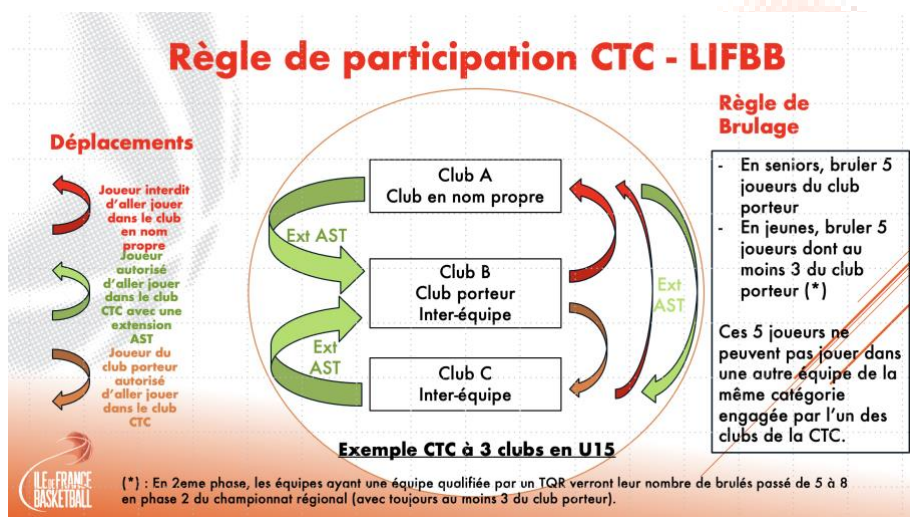 Règle de participation CTC - LIFBB
Déplacements
Joueur interdit
d'aller jouer
dans le club
en nom
propre
Joueur
autorisé
d'aller jouer
dans le club
CTC avec une
extension
AST
Joueur du
club porteur
autorisé
d'aller jouer
dans le club
CTC
Club A
Club en nom propre
Ext AST
Club B
Club porteur
Inter-équipe
Ext
AST
Ext
AST
Club C
Inter-équipe
Exemple CTC à 3 clubs en U15
Règle de
Brulage
- En seniors, bruler 5
joueurs du club
porteur
- En jeunes, bruler 5
joueurs dont au
moins 3 du club
porteur (*)
Ces 5 joueurs ne
peuvent pas jouer dans
une autre équipe de la
même catégorie
engagée par l'un des
clubs de la CTC.
ILE DE FRANCE
BASKETBALL
(*) : En 2eme phase, les équipes ayant une équipe qualifiée par un TQR verront leur nombre de brulés passé de 5 à 8
en phase 2 du championnat régional (avec toujours au moins 3 du club porteur).